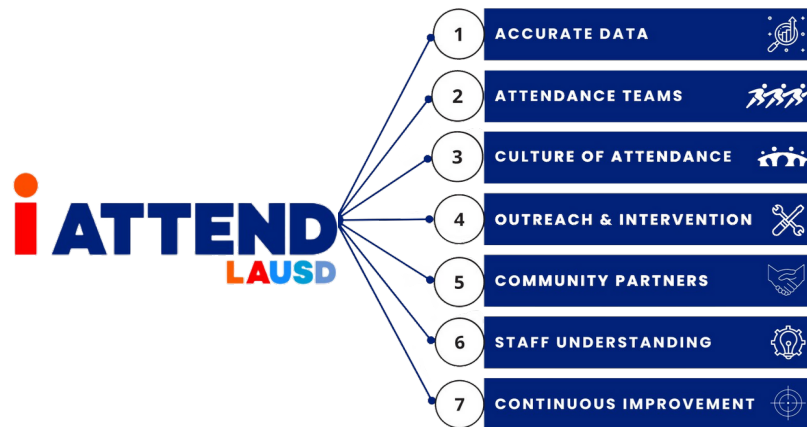 i ATTEND
LAUSD
1 ACCURATE DATA
2 ATTENDANCE TEAMS
3 CULTURE OF ATTENDANCE
4 OUTREACH & INTERVENTION
5 COMMUNITY PARTNERS
6 STAFF UNDERSTANDING
7 CONTINUOUS IMPROVEMENT